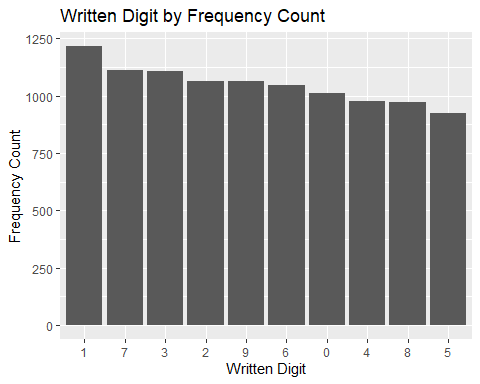 Written Digit by Frequency Count
1250
1000
750
500
250
0
Frequency Count
1 7 3 2 9 6 0 4 8 5
Written Digit